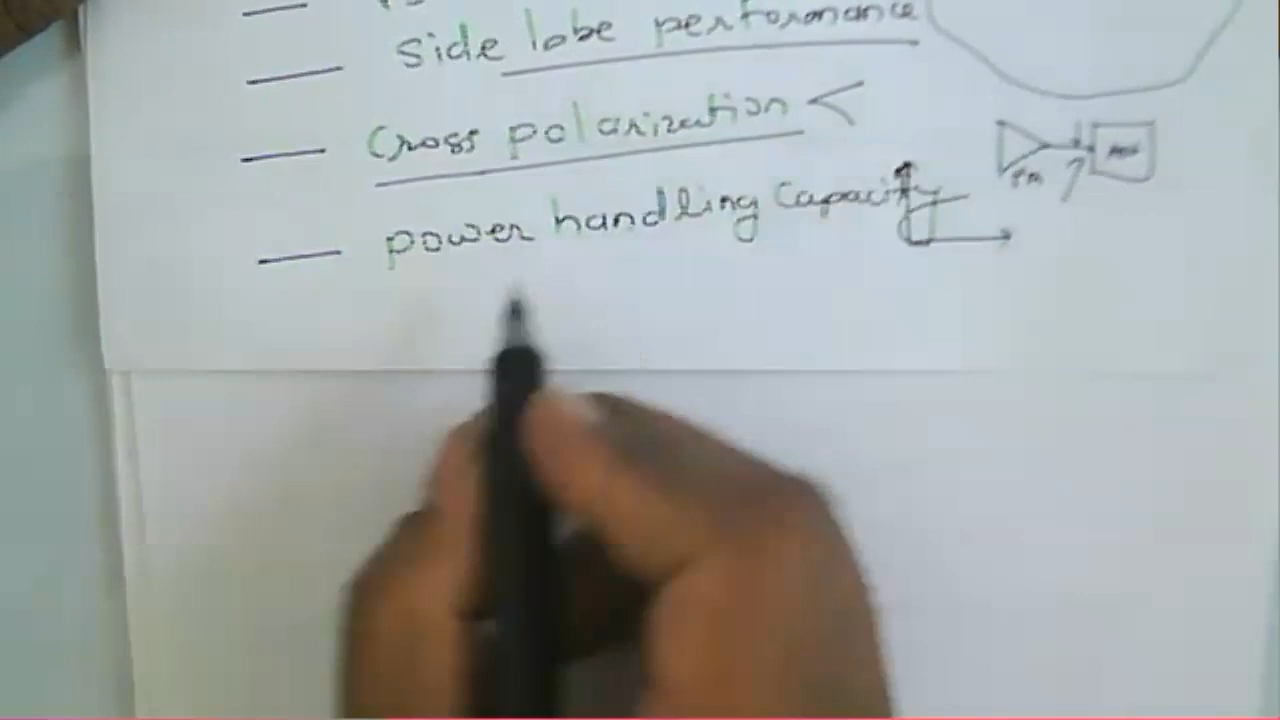 side lobe performance
Cross polarization <
power handling Capacity